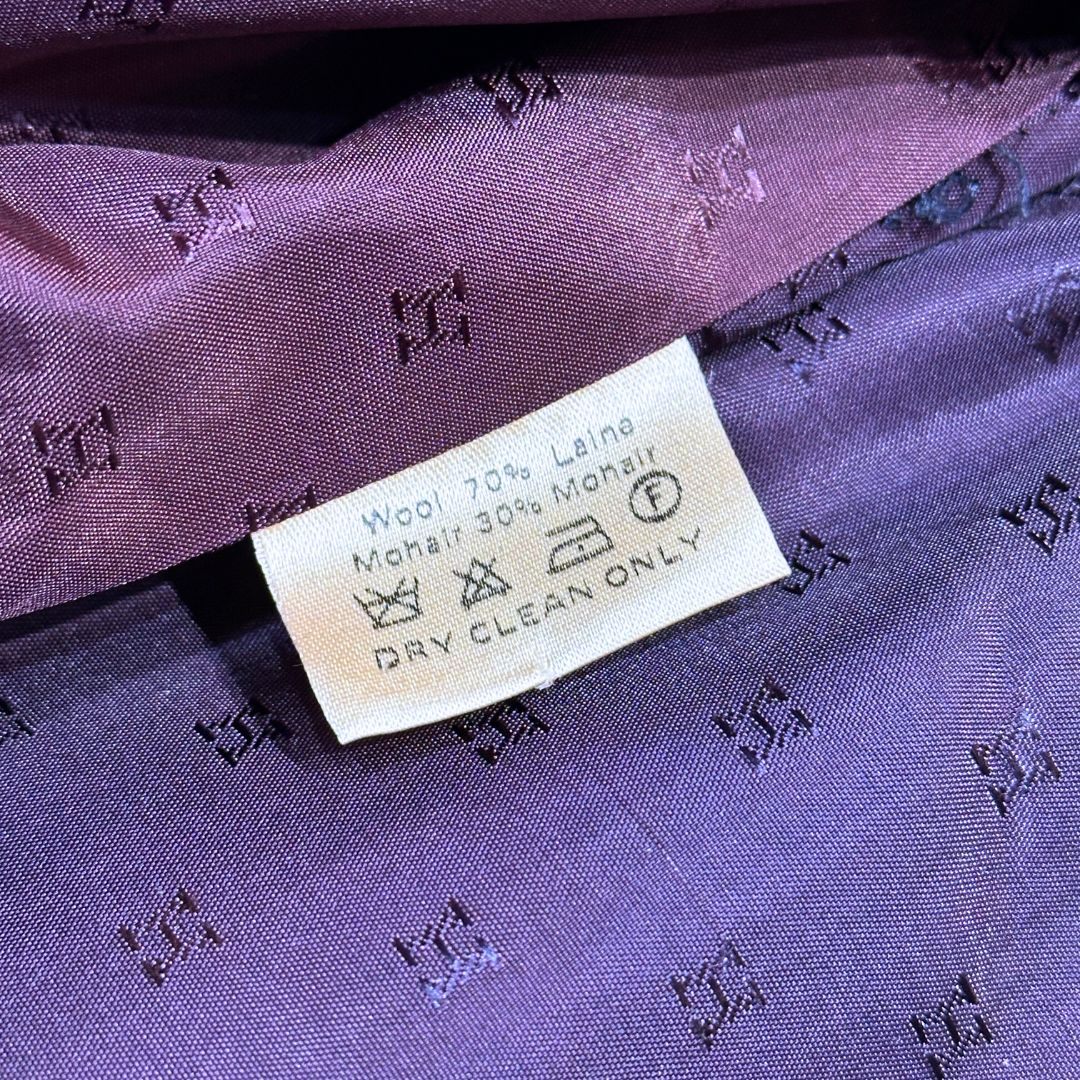 Wool 70% Laine
Mohair 30% Mohair
F
DRY CLEAN ONLY